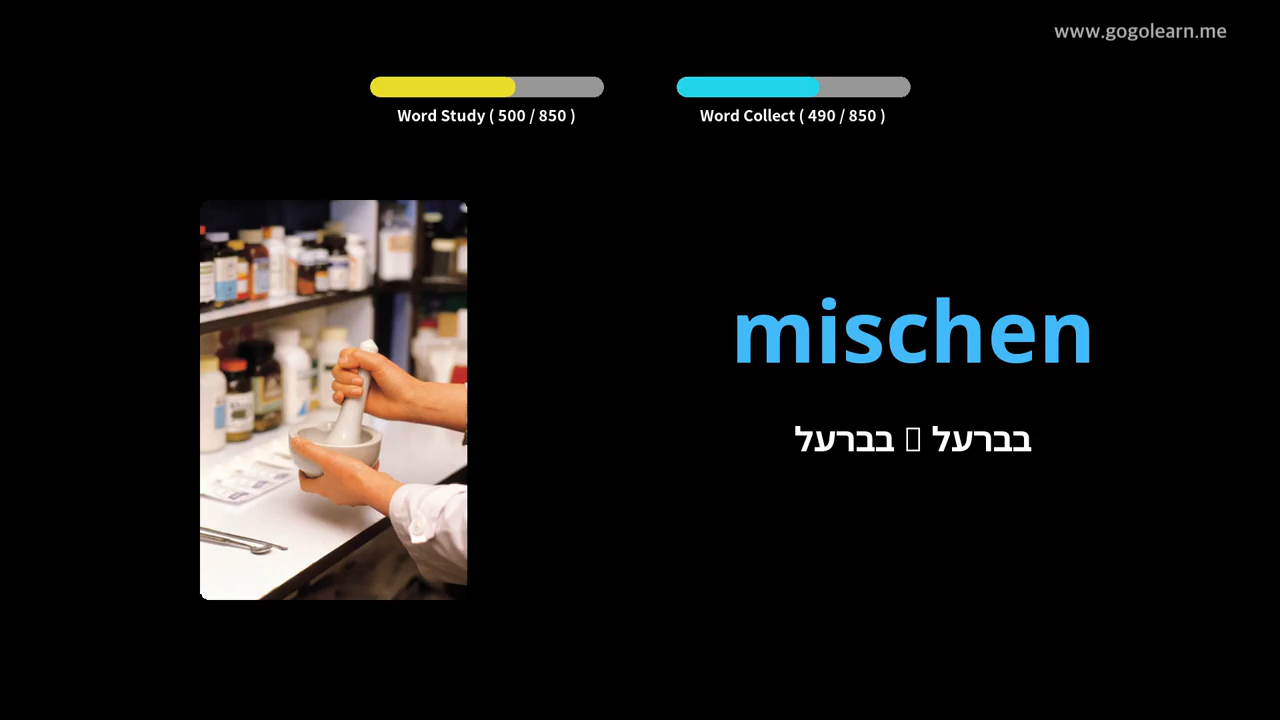 www.gogolearn.me
Word Study ( 500 / 850 )
Word Collect ( 490 / 850 )
mischen
בברעל ▯ בברעל